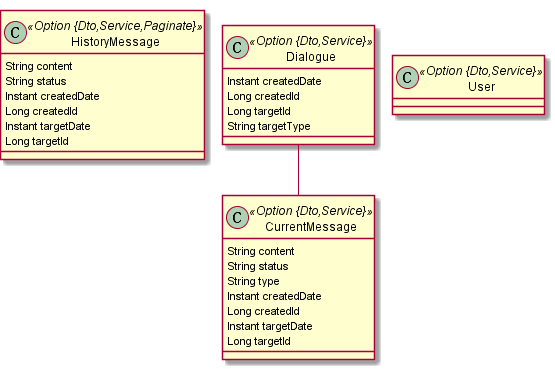 C «Option {Dto,Service,Paginate}»
HistoryMessage
String content
String status
Instant createdDate
Long createdId
Instant targetDate
Long targetId
C «Option {Dto,Service}»
Dialogue
Instant createdDate
Long createdId
Long targetId
String targetType
C «Option {Dto,Service}»
User
C «Option {Dto,Service}»
CurrentMessage
String content
String status
String type
Instant createdDate
Long createdId
Instant targetDate
Long targetId